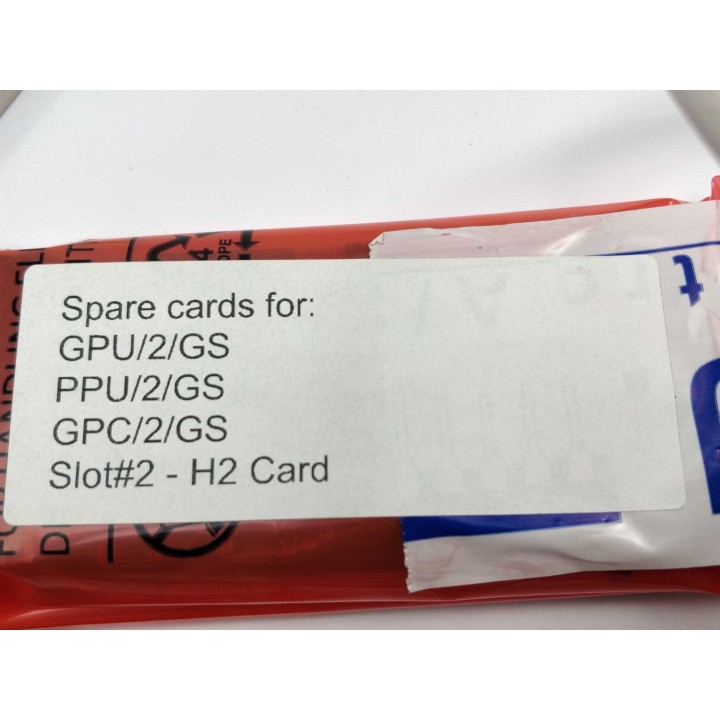 Spare cards for:
GPU/2/GS
PPU/2/GS
GPC/2/GS
Slot#2 - H2 Card